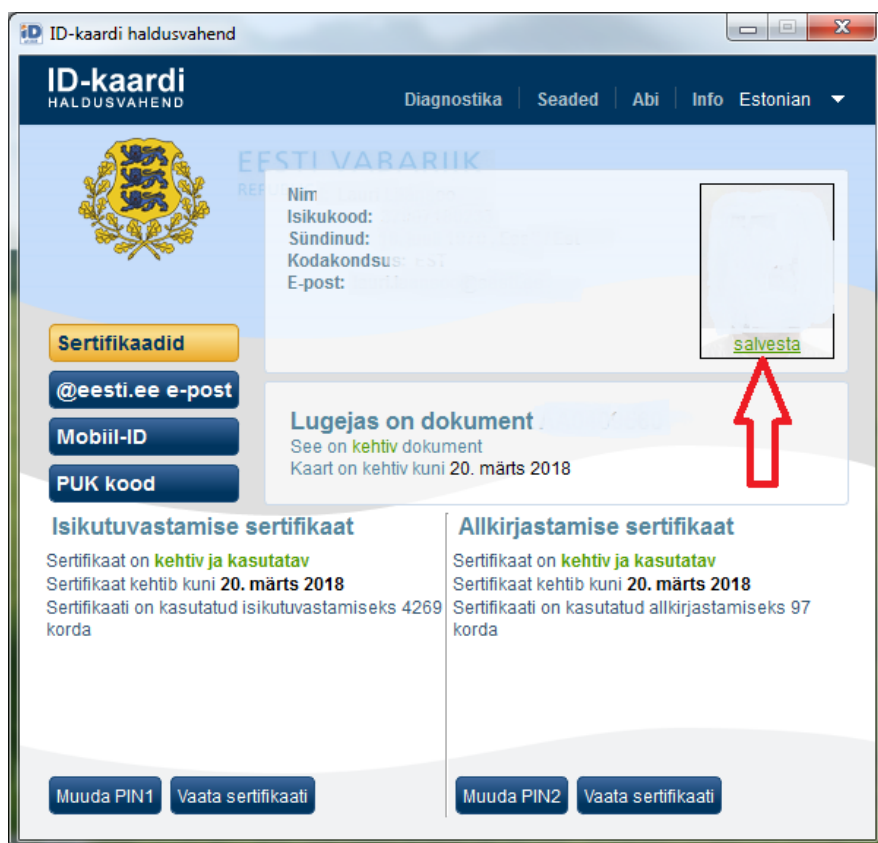 ID-kaardi haldusvahend
ID-kaardi
HALDUSVAHEND
Diagnostika
Seaded
Abi
Info
Estonian
EESTI VABARIIK
Isikukood:
Sündinud:
Kodakondsus:
E-post:
salvesta
Sertifikaadid
@eesti.ee e-post
Mobiil-ID
PUK kood
Lugejas on dokument
See on kehtiv dokument
Kaart on kehtiv kuni 20. märts 2018
Isikutuvastamise sertifikaat
Sertifikaat on kehtiv ja kasutatav
Sertifikaat kehtib kuni 20. märts 2018
Sertifikaati on kasutatud isikutuvastamiseks 4269
korda
Muuda PIN1
Vaata sertifikaati
Allkirjastamise sertifikaat
Sertifikaat on kehtiv ja kasutatav
Sertifikaat kehtib kuni 20. märts 2018
Sertifikaati on kasutatud allkirjastamiseks 97
korda
Muuda PIN2
Vaata sertifikaati